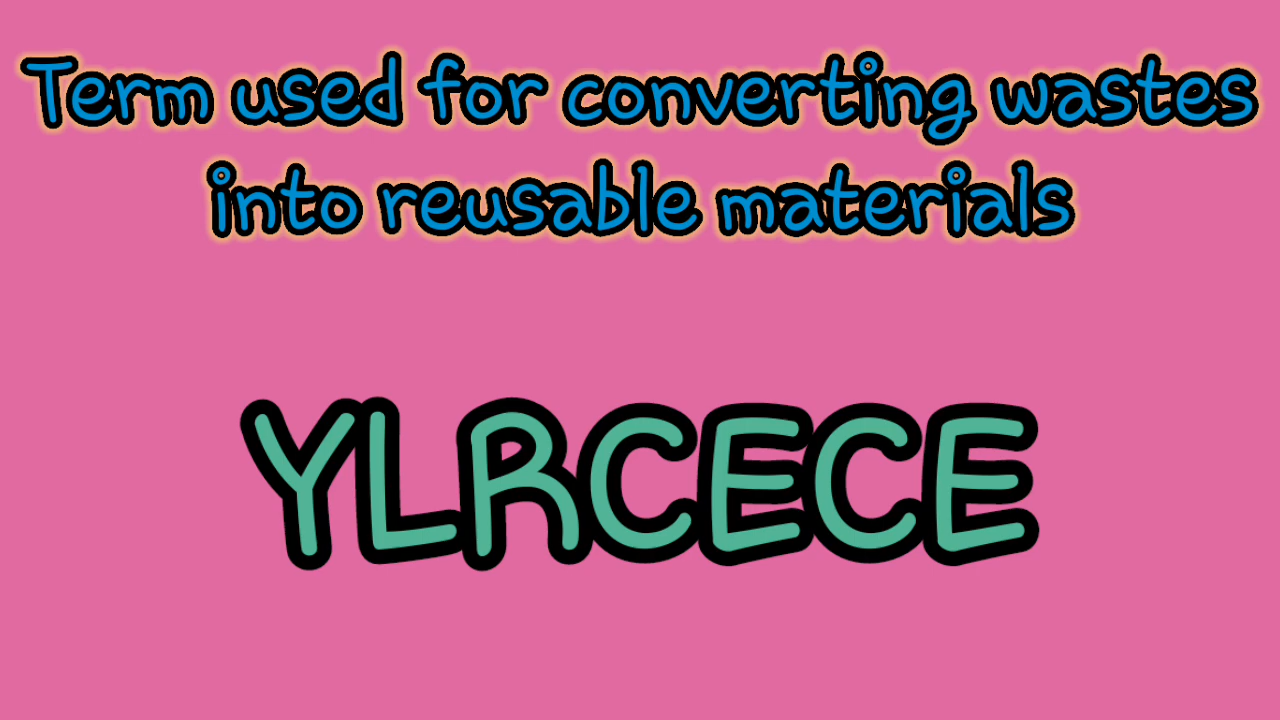 Term used for converting wastes
into reusable materials
YLRCECE